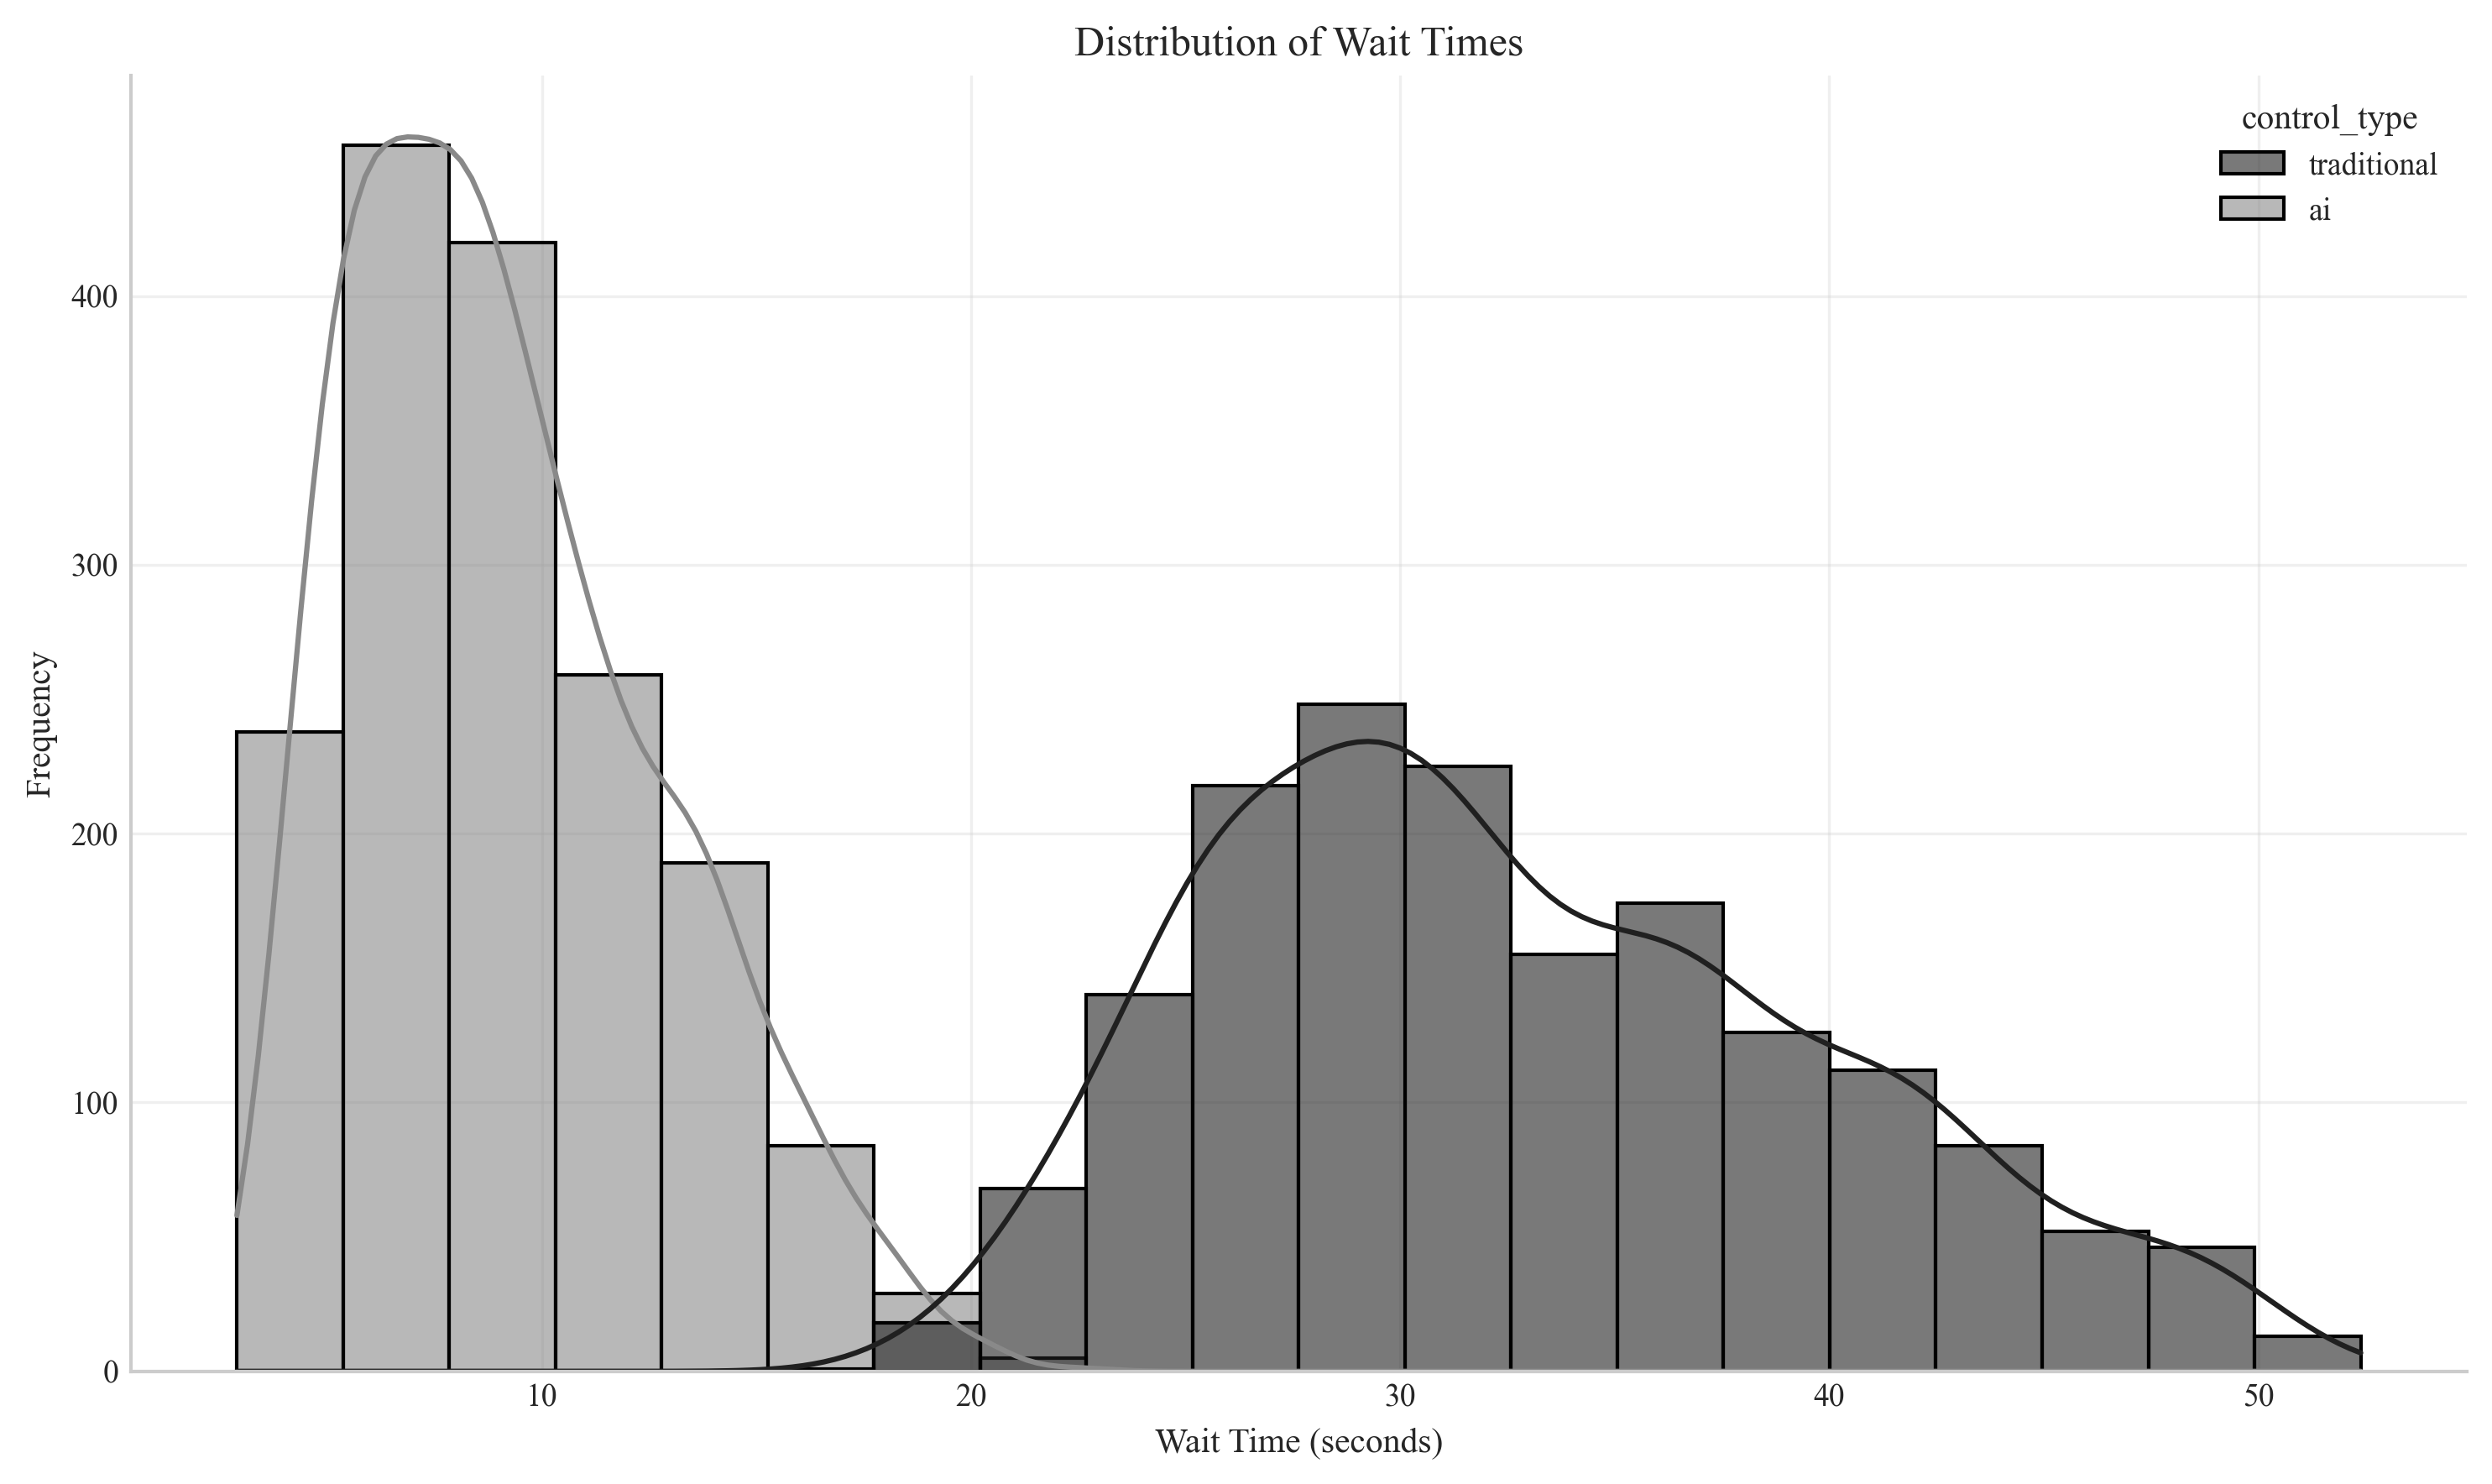 Distribution of Wait Times
control_type
traditional
ai
Frequency
400
300
200
100
0
10 20 30 40 50
Wait Time (seconds)